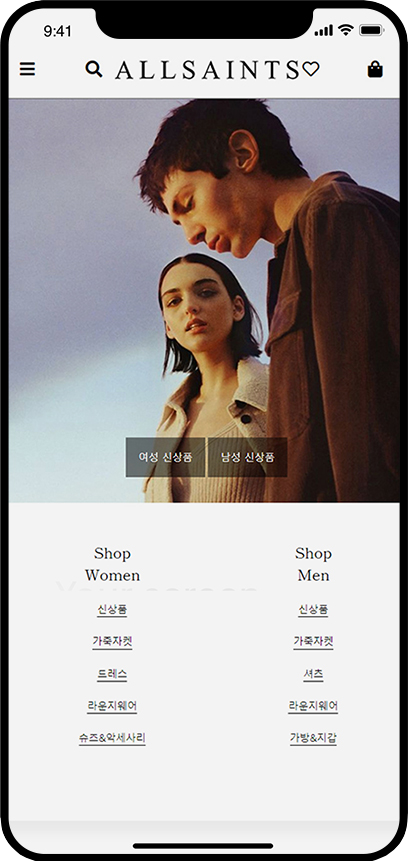 9:41
ALLSAINTS
여성 신상품 남성 신상품
Shop
Women
신상품
가죽자켓
드레스
라운지웨어
슈즈&악세사리
Shop
Men
신상품
가죽자켓
셔츠
라운지웨어
가방&지갑